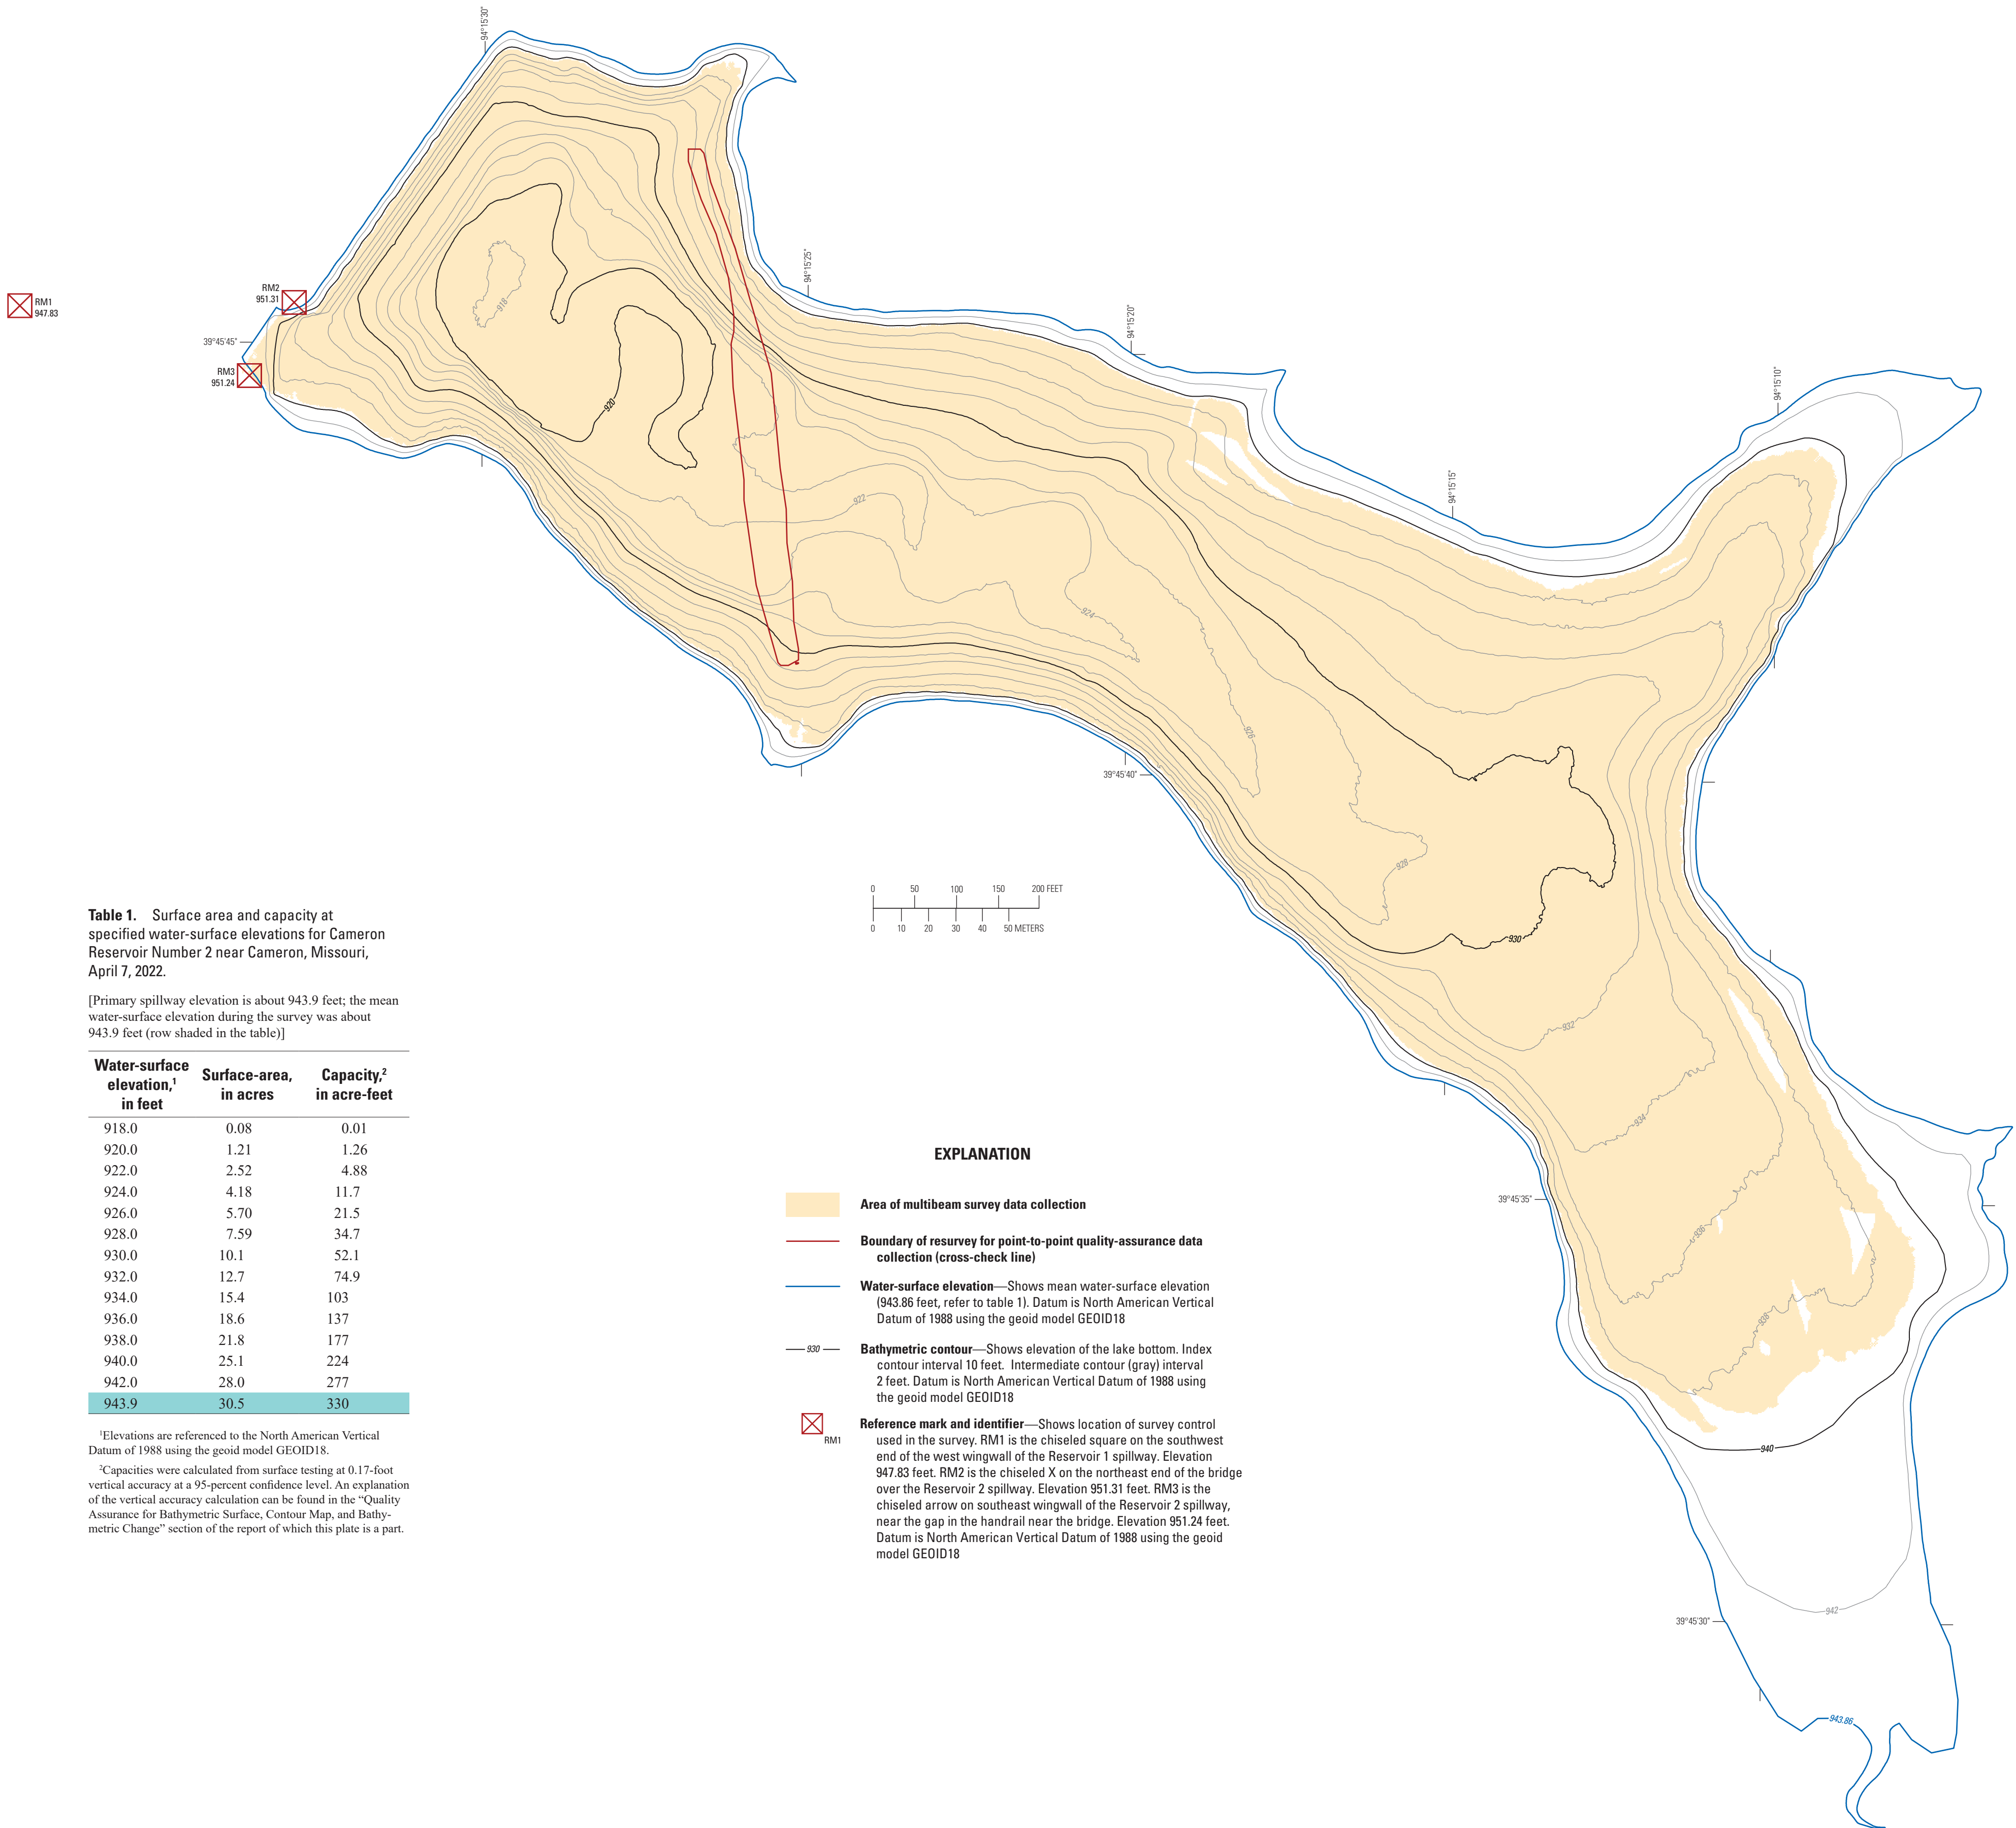 94°15'30"
94°15'25"
94°15'20"
94°15'15"
94°15'10"
RM1
947.83
RM2
951.31
39°45'45"
RM3
951.24
918
920
922
924
926
928
930
932
934
936
938
940
942
943.86
39°45'40"
39°45'35"
39°45'30"
0 50 100 150 200 FEET
0 10 20 30 40 50 METERS
Table 1. Surface area and capacity at
specified water-surface elevations for Cameron
Reservoir Number 2 near Cameron, Missouri,
April 7, 2022.
[Primary spillway elevation is about 943.9 feet; the mean
water-surface elevation during the survey was about
943.9 feet (row shaded in the table)]
Water-surface elevation,1 in feet Surface-area, in acres Capacity,2 in acre-feet
918.0 0.08 0.01
920.0 1.21 1.26
922.0 2.52 4.88
924.0 4.18 11.7
926.0 5.70 21.5
928.0 7.59 34.7
930.0 10.1 52.1
932.0 12.7 74.9
934.0 15.4 103
936.0 18.6 137
938.0 21.8 177
940.0 25.1 224
942.0 28.0 277
943.9 30.5 330
1Elevations are referenced to the North American Vertical
Datum of 1988 using the geoid model GEOID18.
2Capacities were calculated from surface testing at 0.17-foot
vertical accuracy at a 95-percent confidence level. An explanation
of the vertical accuracy calculation can be found in the “Quality
Assurance for Bathymetric Surface, Contour Map, and Bathy-
metric Change” section of the report of which this plate is a part.
EXPLANATION
Area of multibeam survey data collection
Boundary of resurvey for point-to-point quality-assurance data
collection (cross-check line)
Water-surface elevation—Shows mean water-surface elevation
(943.86 feet, refer to table 1). Datum is North American Vertical
Datum of 1988 using the geoid model GEOID18
930
Bathymetric contour—Shows elevation of the lake bottom. Index
contour interval 10 feet. Intermediate contour (gray) interval
2 feet. Datum is North American Vertical Datum of 1988 using
the geoid model GEOID18
RM1
Reference mark and identifier—Shows location of survey control
used in the survey. RM1 is the chiseled square on the southwest
end of the west wingwall of the Reservoir 1 spillway. Elevation
947.83 feet. RM2 is the chiseled X on the northeast end of the bridge
over the Reservoir 2 spillway. Elevation 951.31 feet. RM3 is the
chiseled arrow on southeast wingwall of the Reservoir 2 spillway,
near the gap in the handrail near the bridge. Elevation 951.24 feet.
Datum is North American Vertical Datum of 1988 using the geoid
model GEOID18